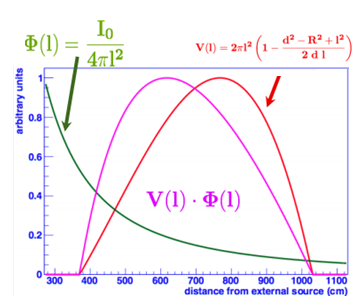 Φ(l) = I₀ / 4πl²
V(l) = 2πl² (1 − (d² − R² + l²) / (2 d l))
arbitrary units
1
0.8
0.6
0.4
0.2
0
V(l) · Φ(l)
300 400 500 600 700 800 900 1000 1100
distance from external source (cm)